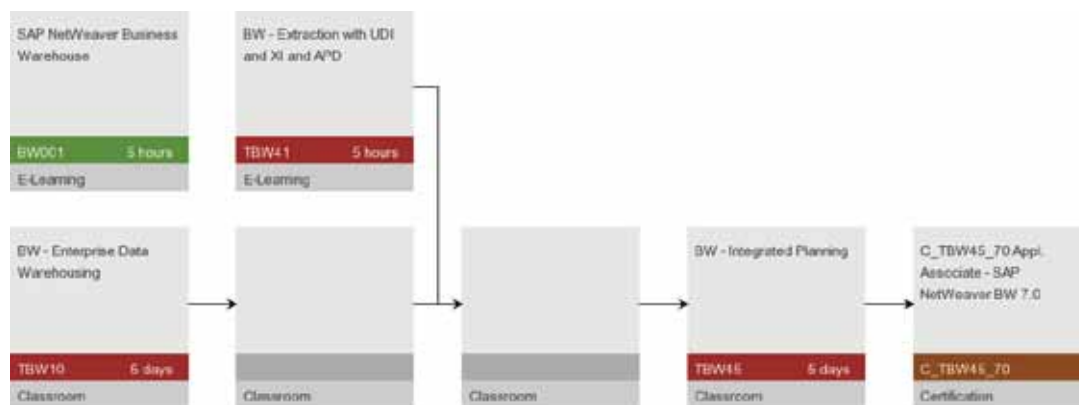 SAP NetWeaver Business
Warehouse
BW001 5 hours
E-Learning
BW - Extraction with UDI
and XI and APD
TBW41 5 hours
E-Learning
BW - Enterprise Data
Warehousing
TBW10 5 days
Classroom
Classroom
Classroom
BW - Integrated Planning
TBW45 5 days
Classroom
C_TBW45_70 Appl.
Associate - SAP
NetWeaver BW 7.0
C_TBW45_70
Certification